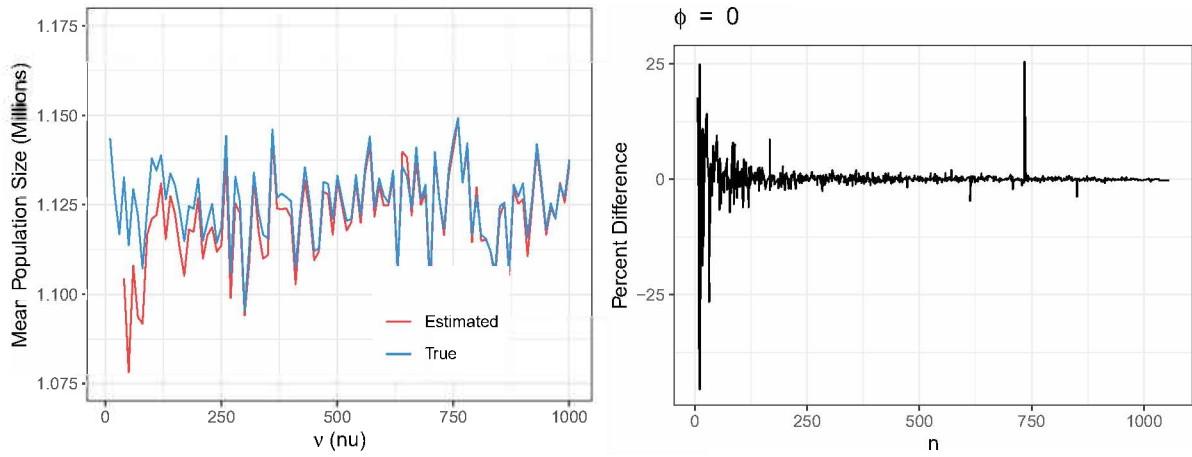 Mean Population Size (Millions)
1.175
1.150
1.125
1.100
1.075
0
250
500
750
1000
ν (nu)
Estimated
True
ϕ = 0
Percent Difference
25
0
−25
0
250
500
750
1000
n